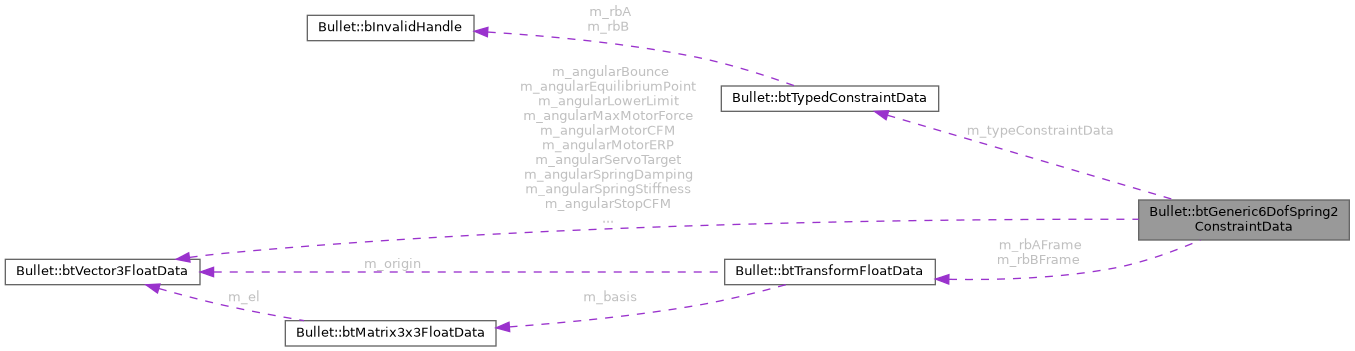 m_rbA
m_rbB
Bullet::bInvalidHandle
m_angularBounce
m_angularEquilibriumPoint
m_angularLowerLimit
m_angularMaxMotorForce
m_angularMotorCFM
m_angularMotorERP
m_angularServoTarget
m_angularSpringDamping
m_angularSpringStiffness
m_angularStopCFM
...
Bullet::btTypedConstraintData
m_typeConstraintData
Bullet::btGeneric6DofSpring2
ConstraintData
m_rbAFrame
m_rbBFrame
Bullet::btVector3FloatData
m_origin
Bullet::btTransformFloatData
m_el
m_basis
Bullet::btMatrix3x3FloatData